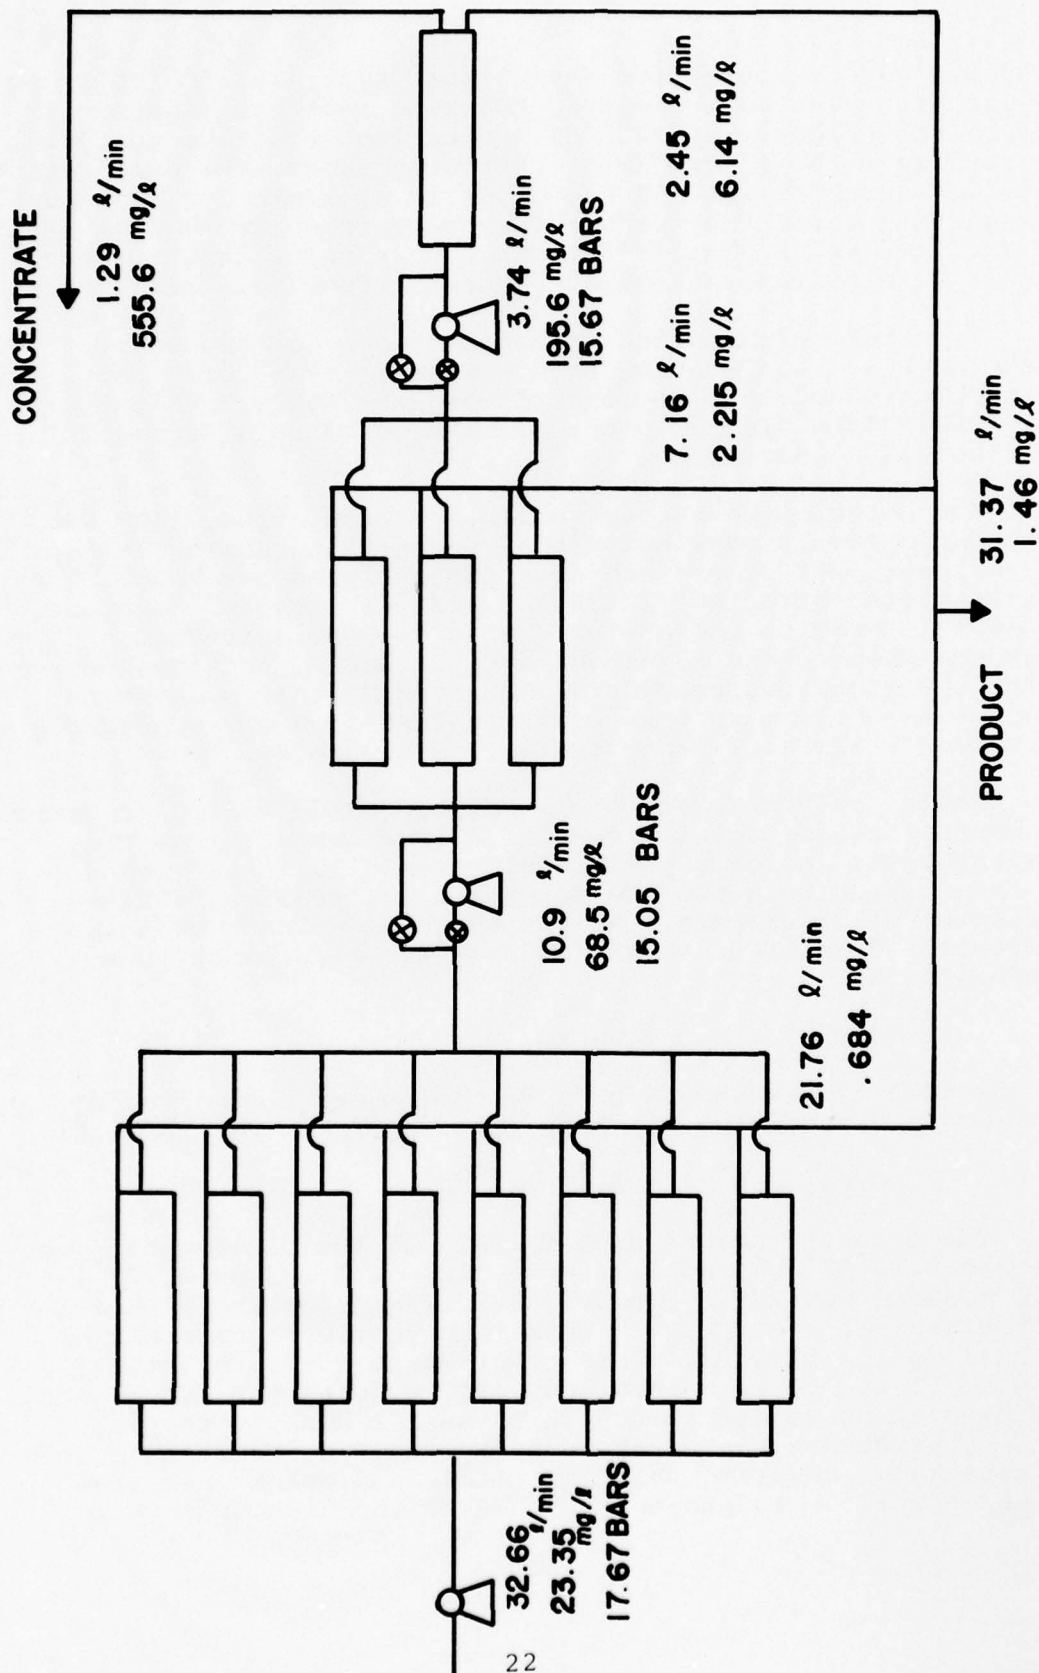 CONCENTRATE
1.29 ℓ/min
555.6 mg/ℓ
3.74 ℓ/min
195.6 mg/ℓ
15.67 BARS
2.45 ℓ/min
6.14 mg/ℓ
7.16 ℓ/min
2.215 mg/ℓ
10.9 ℓ/min
68.5 mg/ℓ
15.05 BARS
21.76 ℓ/min
.684 mg/ℓ
PRODUCT 31.37 ℓ/min
1.46 mg/ℓ
32.66 ℓ/min
23.35 mg/ℓ
17.67 BARS
22